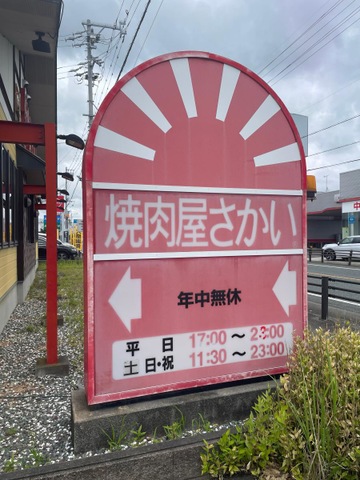 焼肉屋さかい
年中無休
平日 17:00 ～ 23:00
土日・祝 11:30 ～ 23:00